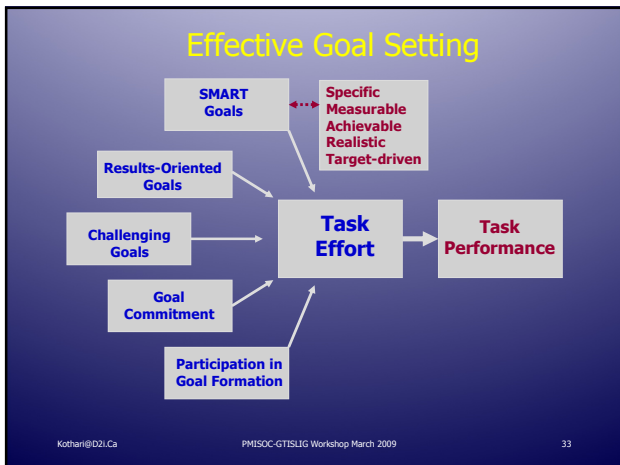 Effective Goal Setting
SMART
Goals
Specific
Measurable
Achievable
Realistic
Target-driven
Results-Oriented
Goals
Challenging
Goals
Goal
Commitment
Participation in
Goal Formation
Task
Effort
Task
Performance
Kothari@D2i.Ca
PMISOC-GTISLIG Workshop March 2009
33